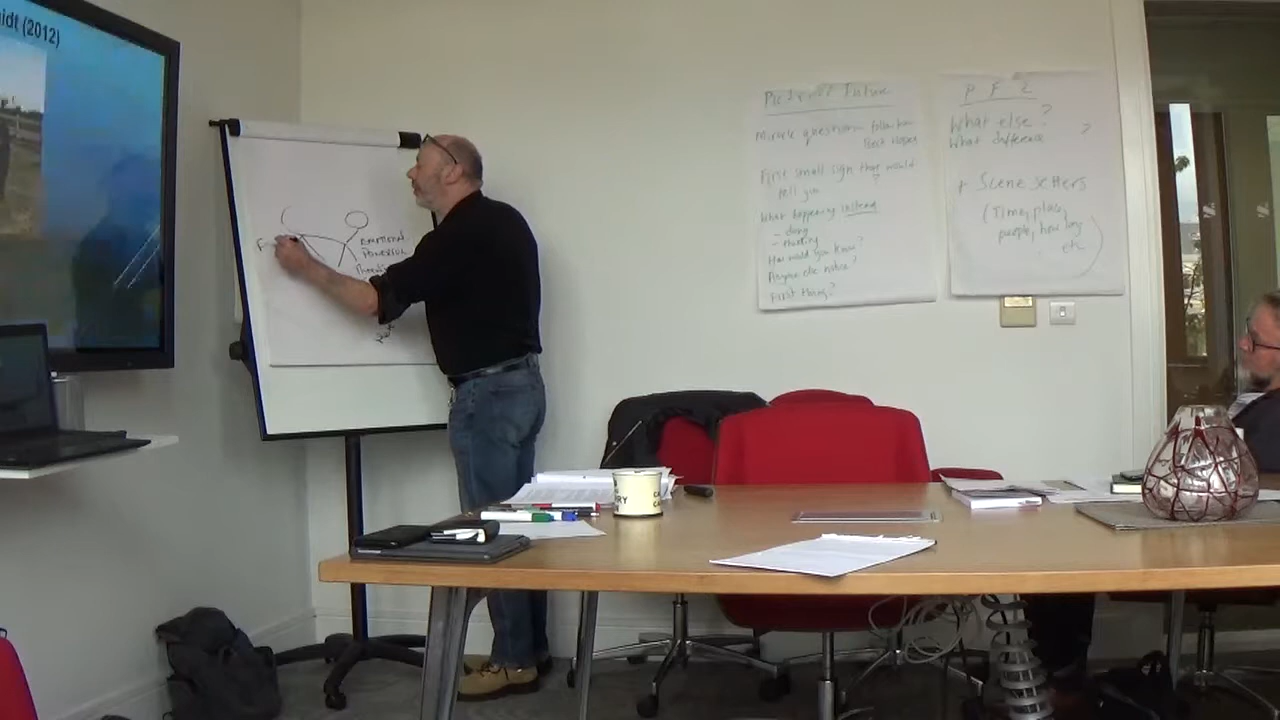 idt (2012)
EMOTIONAL
POWERFUL
Preferred Future
Miracle question
Best Hopes
First small sign that would
tell you
What happening instead
- doing
- thinking
How would you know?
Anyone else notice?
First thing?
P F 2
What else?
What difference ?
+ Scene setters
(Time, place,
people, how long
etc)
RY